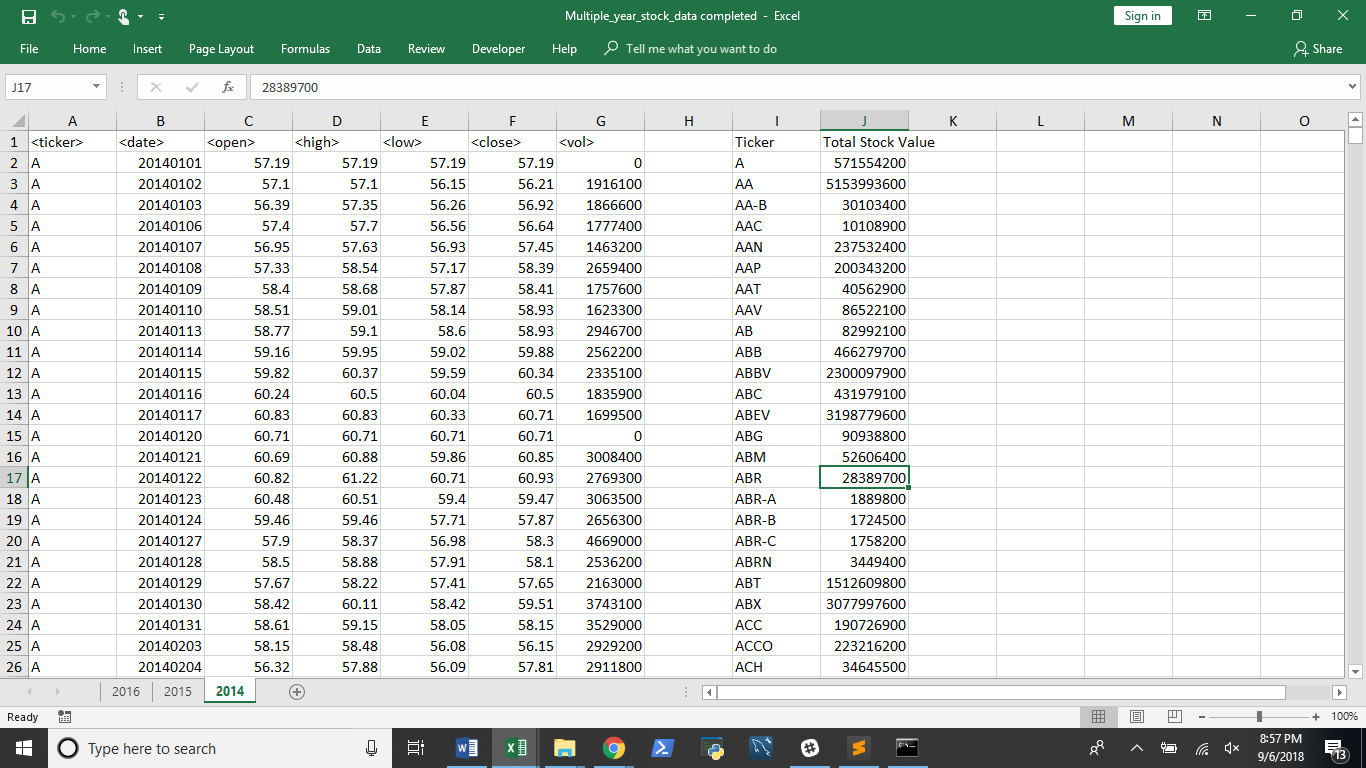 Multiple_year_stock_data completed - Excel
Sign in
File Home Insert Page Layout Formulas Data Review Developer Help Tell me what you want to do Share
J17 fx 28389700
A B C D E F G H I J K L M N O
1 <ticker> <date> <open> <high> <low> <close> <vol> Ticker Total Stock Value
2 A 20140101 57.19 57.19 57.19 57.19 0 A 571554200
3 A 20140102 57.1 57.1 56.15 56.21 1916100 AA 5153993600
4 A 20140103 56.39 57.35 56.26 56.92 1866600 AA-B 30103400
5 A 20140106 57.4 57.7 56.56 56.64 1777400 AAC 10108900
6 A 20140107 56.95 57.63 56.93 57.45 1463200 AAN 237532400
7 A 20140108 57.33 58.54 57.17 58.39 2659400 AAP 200343200
8 A 20140109 58.4 58.68 57.87 58.41 1757600 AAT 40562900
9 A 20140110 58.51 59.01 58.14 58.93 1623300 AAV 86522100
10 A 20140113 58.77 59.1 58.6 58.93 2946700 AB 82992100
11 A 20140114 59.16 59.95 59.02 59.88 2562200 ABB 466279700
12 A 20140115 59.82 60.37 59.59 60.34 2335100 ABBV 2300097900
13 A 20140116 60.24 60.5 60.04 60.5 1835900 ABC 431979100
14 A 20140117 60.83 60.83 60.33 60.71 1699500 ABEV 3198779600
15 A 20140120 60.71 60.71 60.71 60.71 0 ABG 90938800
16 A 20140121 60.69 60.88 59.86 60.85 3008400 ABM 52606400
17 A 20140122 60.82 61.22 60.71 60.93 2769300 ABR 28389700
18 A 20140123 60.48 60.51 59.4 59.47 3063500 ABR-A 1889800
19 A 20140124 59.46 59.46 57.71 57.87 2656300 ABR-B 1724500
20 A 20140127 57.9 58.37 56.98 58.3 4669000 ABR-C 1758200
21 A 20140128 58.5 58.88 57.91 58.1 2536200 ABRN 3449400
22 A 20140129 57.67 58.22 57.41 57.65 2163000 ABT 1512609800
23 A 20140130 58.42 60.11 58.42 59.51 3743100 ABX 3077997600
24 A 20140131 58.61 59.15 58.05 58.15 3529000 ACC 190726900
25 A 20140203 58.15 58.48 56.08 56.15 2929200 ACCO 223216200
26 A 20140204 56.32 57.88 56.09 57.81 2911800 ACH 34645500
2016 2015 2014
Ready 100%
Type here to search
8:57 PM
9/6/2018
13